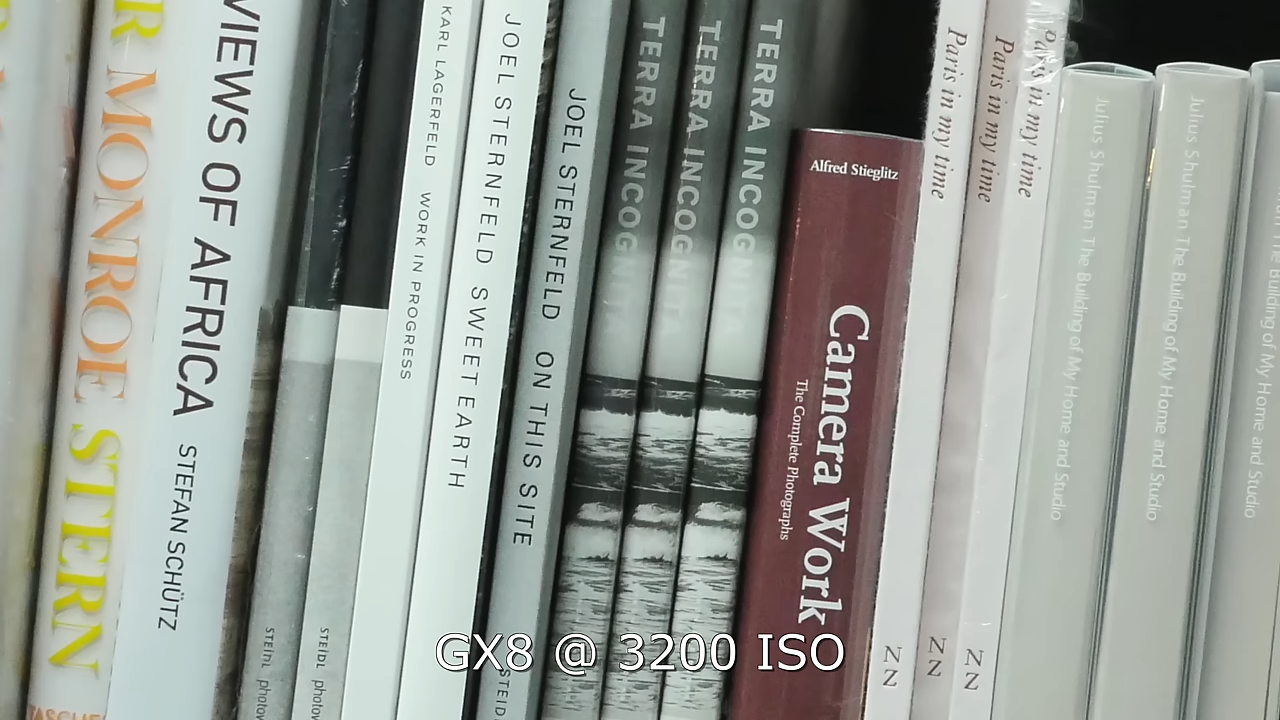 R MONROE STERN
TASCHE
VIEWS OF AFRICA STEFAN SCHÜTZ
STEIDL photow
STEIDL photow
KARL LAGERFELD WORK IN PROGRESS
JOEL STERNFELD SWEET EARTH
JOEL STERNFELD ON THIS SITE
STEID
TERRA INCOGNITA
TERRA INCOGNITA
TERRA INCOGNITA
Alfred Stieglitz
Camera Work
The Complete Photographs
Paris in my time
Paris in my time
Paris in my time
NZ
NZ
NZ
Julius Shulman The Building of My Home and Studio
Julius Shulman The Building of My Home and Studio
The Building of My Home and Studio
GX8 @ 3200 ISO